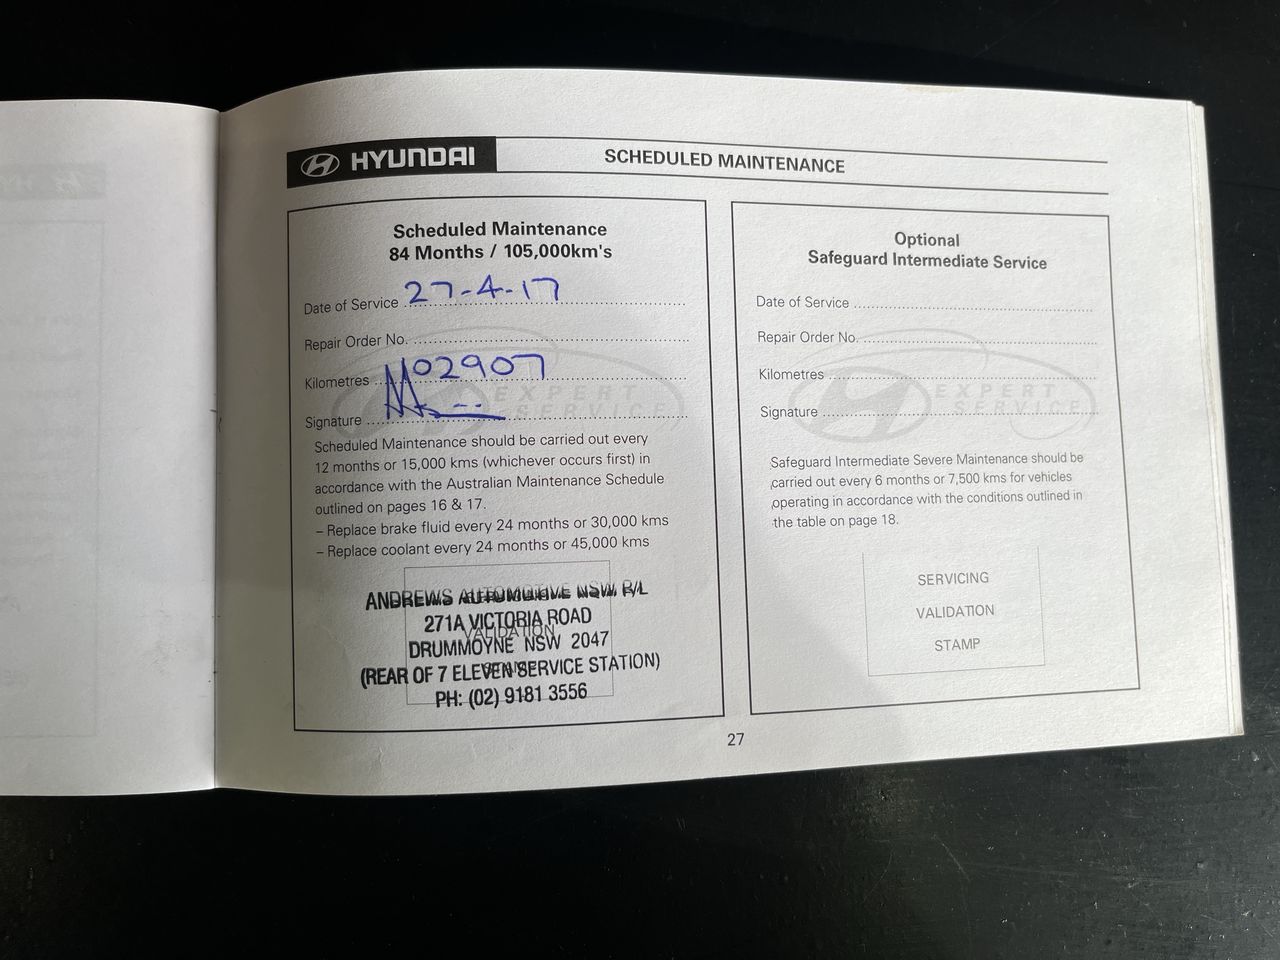 HYUNDAI
SCHEDULED MAINTENANCE
Scheduled Maintenance
84 Months / 105,000km's
Date of Service 27-4-17
Repair Order No.
Kilometres 102907
Signature
EXPERT
SERVICE
Scheduled Maintenance should be carried out every
12 months or 15,000 kms (whichever occurs first) in
accordance with the Australian Maintenance Schedule
outlined on pages 16 & 17.
– Replace brake fluid every 24 months or 30,000 kms
– Replace coolant every 24 months or 45,000 kms
ANDREWS AUTOMOTIVE NSW P/L
271A VICTORIA ROAD
VALIDATION
DRUMMOYNE NSW 2047
(REAR OF 7 ELEVEN SERVICE STATION)
PH: (02) 9181 3556
Optional
Safeguard Intermediate Service
Date of Service
Repair Order No.
Kilometres
Signature
EXPERT
SERVICE
Safeguard Intermediate Severe Maintenance should be
carried out every 6 months or 7,500 kms for vehicles
operating in accordance with the conditions outlined in
the table on page 18.
SERVICING
VALIDATION
STAMP
27